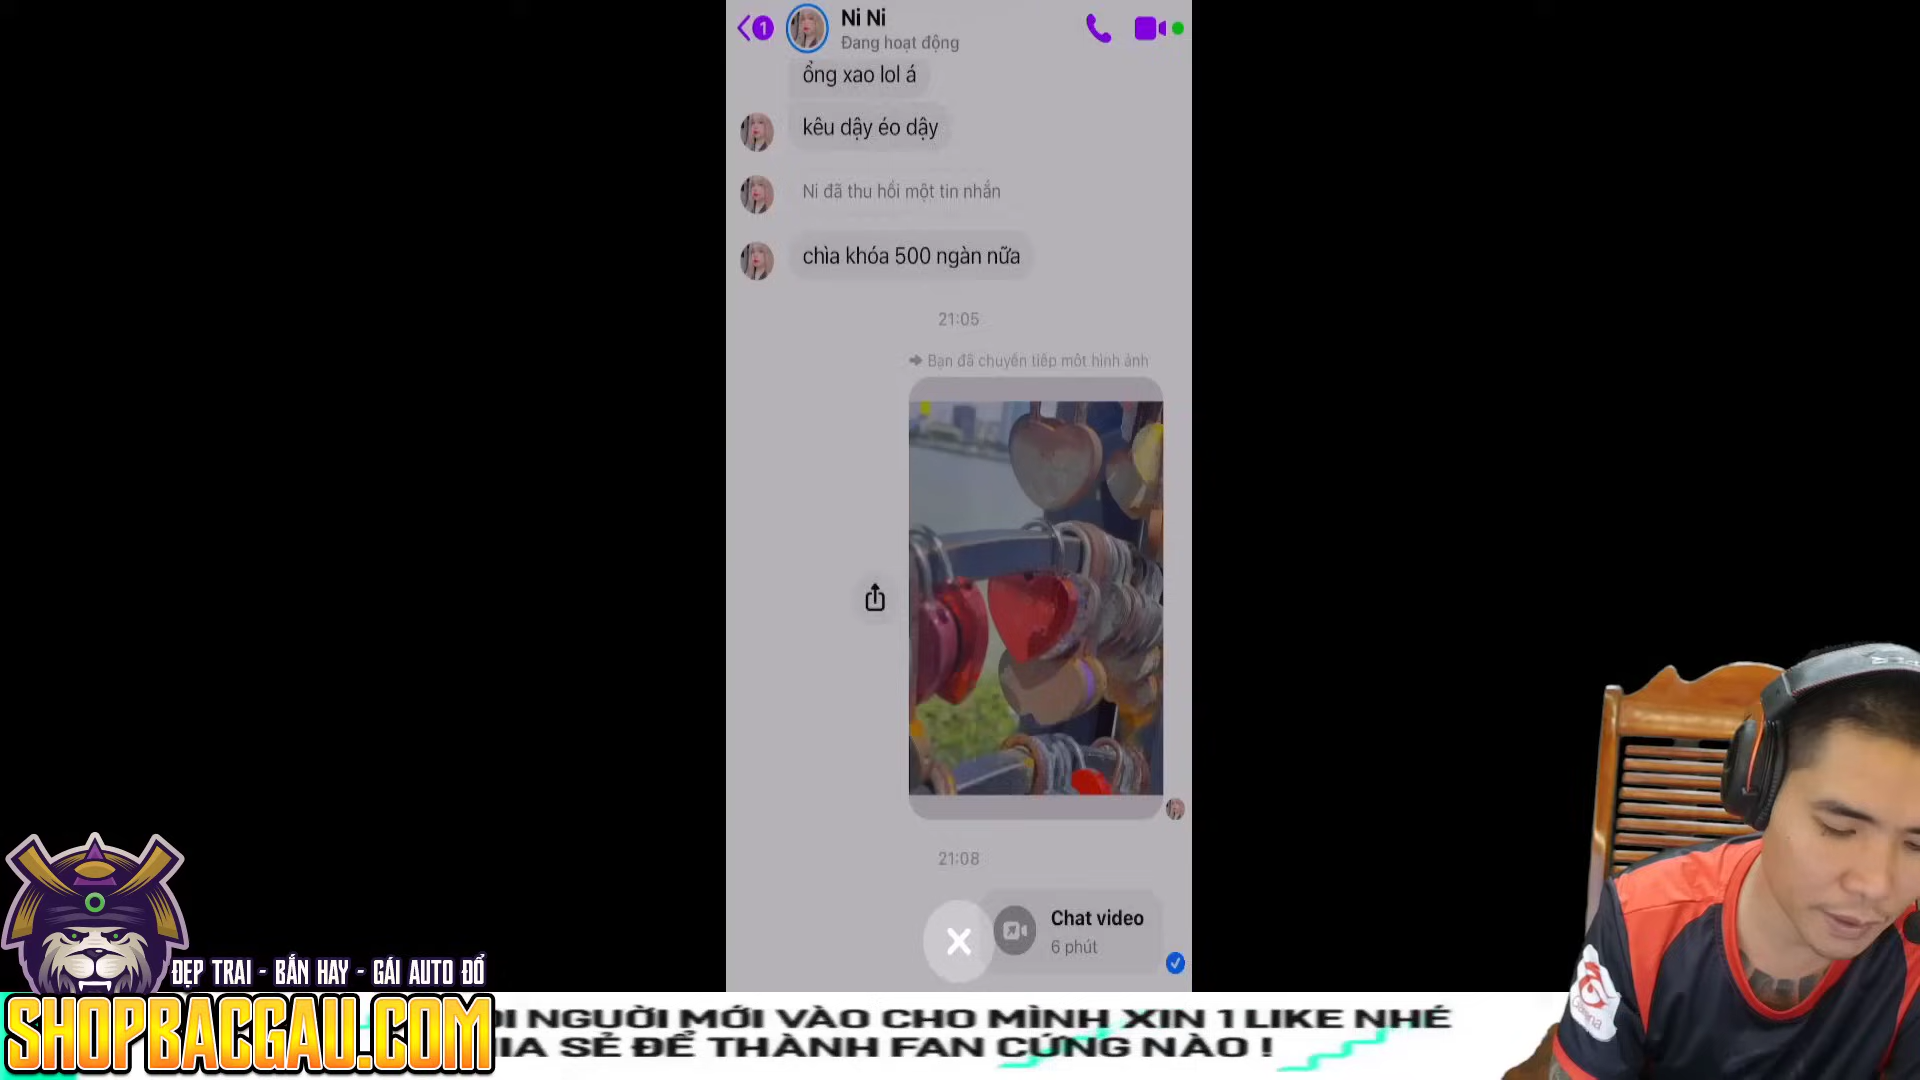 1
Ni Ni
Đang hoạt động
ổng xao lol á
kêu dậy éo dậy
Ni đã thu hồi một tin nhắn
chìa khóa 500 ngàn nữa
21:05
Bạn đã chuyển tiếp một hình ảnh
21:08
Chat video
6 phút
ĐẸP TRAI - BẮN HAY - GÁI AUTO ĐỔ
SHOPBACGAU.COM
NGƯỜI MỚI VÀO CHO MÌNH XIN 1 LIKE NHÉ
SẺ ĐỂ THÀNH FAN CỨNG NÀO !
Garena